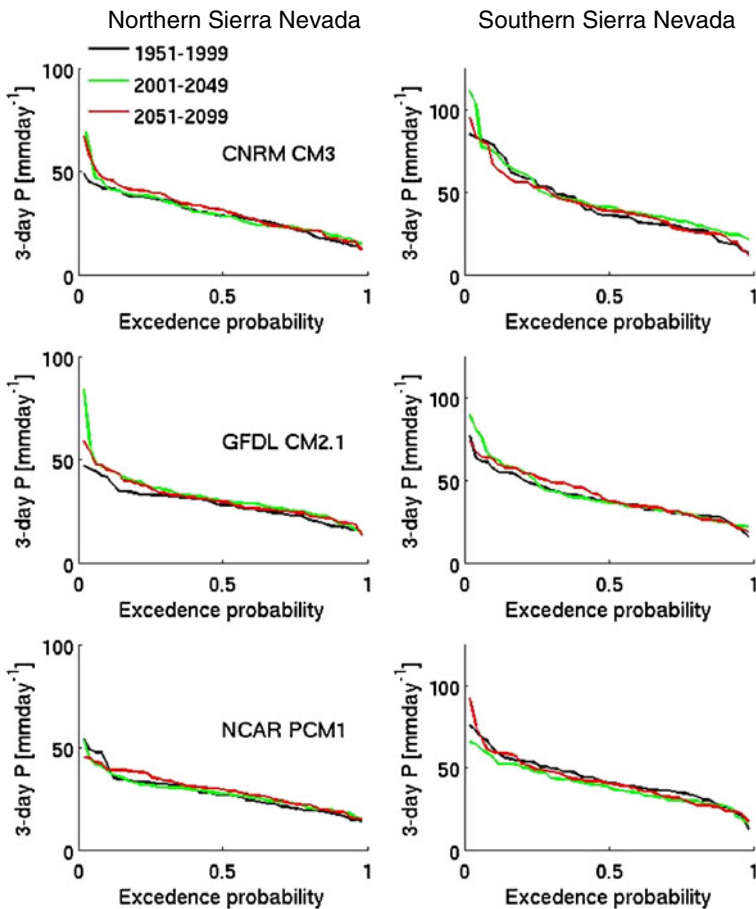 Northern Sierra Nevada
Southern Sierra Nevada
1951-1999
2001-2049
2051-2099
CNRM CM3
3-day P [mmday⁻¹]
100
50
0
0
0.5
1
Excedence probability
3-day P [mmday⁻¹]
100
50
0
0
0.5
1
Excedence probability
GFDL CM2.1
3-day P [mmday⁻¹]
100
50
0
0
0.5
1
Excedence probability
3-day P [mmday⁻¹]
100
50
0
0
0.5
1
Excedence probability
NCAR PCM1
3-day P [mmday⁻¹]
100
50
0
0
0.5
1
Excedence probability
3-day P [mmday⁻¹]
100
50
0
0
0.5
1
Excedence probability